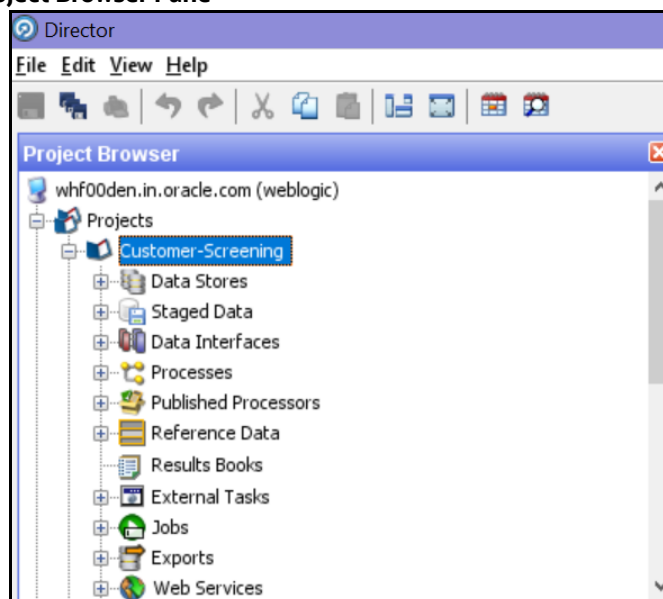 Director
File Edit View Help
Project Browser
whf00den.in.oracle.com (weblogic)
Projects
Customer-Screening
Data Stores
Staged Data
Data Interfaces
Processes
Published Processors
Reference Data
Results Books
External Tasks
Jobs
Exports
Web Services